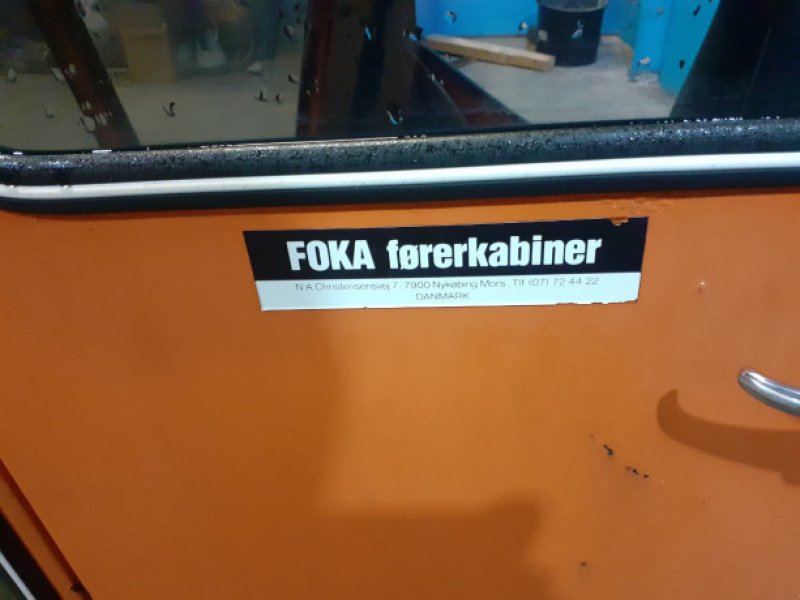 FOKA førerkabiner
N.A.Christensensvej 7. 7900 Nykøbing Mors. Tlf. (07) 72 44 22
DANMARK